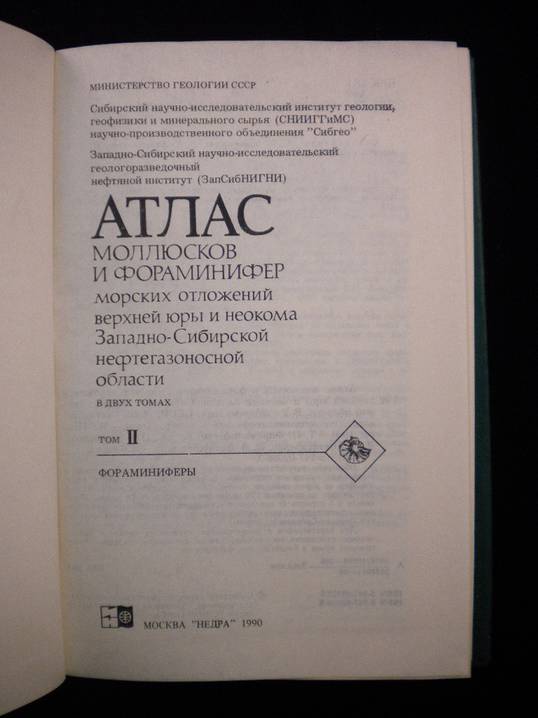 МИНИСТЕРСТВО ГЕОЛОГИИ СССР
Сибирский научно-исследовательский институт геологии,
геофизики и минерального сырья (СНИИГГиМС)
научно-производственного объединения "Сибгео"
Западно-Сибирский научно-исследовательский
геологоразведочный
нефтяной институт (ЗапСибНИГНИ)
АТЛАС
МОЛЛЮСКОВ
И ФОРАМИНИФЕР
морских отложений
верхней юры и неокома
Западно-Сибирской
нефтегазоносной
области
В ДВУХ ТОМАХ
ТОМ II
ФОРАМИНИФЕРЫ
МОСКВА "НЕДРА" 1990